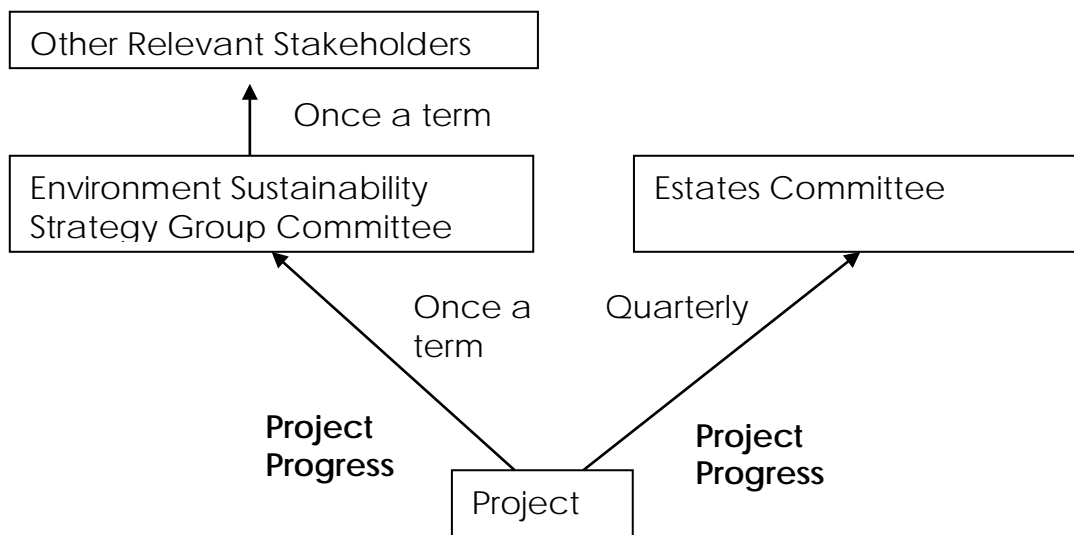 Other Relevant Stakeholders
Once a term
Environment Sustainability
Strategy Group Committee
Estates Committee
Once a
term
Quarterly
Project
Progress
Project
Progress
Project